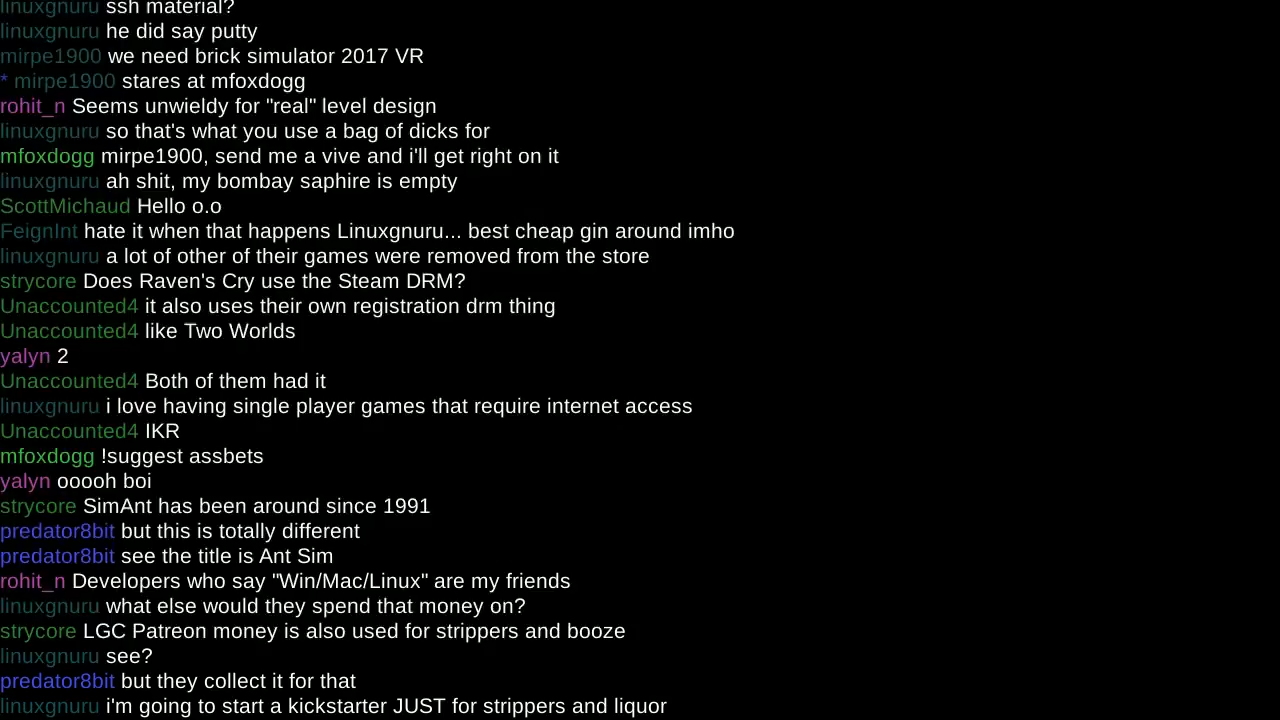 linuxgnuru ssh material?
linuxgnuru he did say putty
mirpe1900 we need brick simulator 2017 VR
* mirpe1900 stares at mfoxdogg
rohit_n Seems unwieldy for "real" level design
linuxgnuru so that's what you use a bag of dicks for
mfoxdogg mirpe1900, send me a vive and i'll get right on it
linuxgnuru ah shit, my bombay saphire is empty
ScottMichaud Hello o.o
FeignInt hate it when that happens Linuxgnuru... best cheap gin around imho
linuxgnuru a lot of other of their games were removed from the store
strycore Does Raven's Cry use the Steam DRM?
Unaccounted4 it also uses their own registration drm thing
Unaccounted4 like Two Worlds
yalyn 2
Unaccounted4 Both of them had it
linuxgnuru i love having single player games that require internet access
Unaccounted4 IKR
mfoxdogg !suggest assbets
yalyn ooooh boi
strycore SimAnt has been around since 1991
predator8bit but this is totally different
predator8bit see the title is Ant Sim
rohit_n Developers who say "Win/Mac/Linux" are my friends
linuxgnuru what else would they spend that money on?
strycore LGC Patreon money is also used for strippers and booze
linuxgnuru see?
predator8bit but they collect it for that
linuxgnuru i'm going to start a kickstarter JUST for strippers and liquor